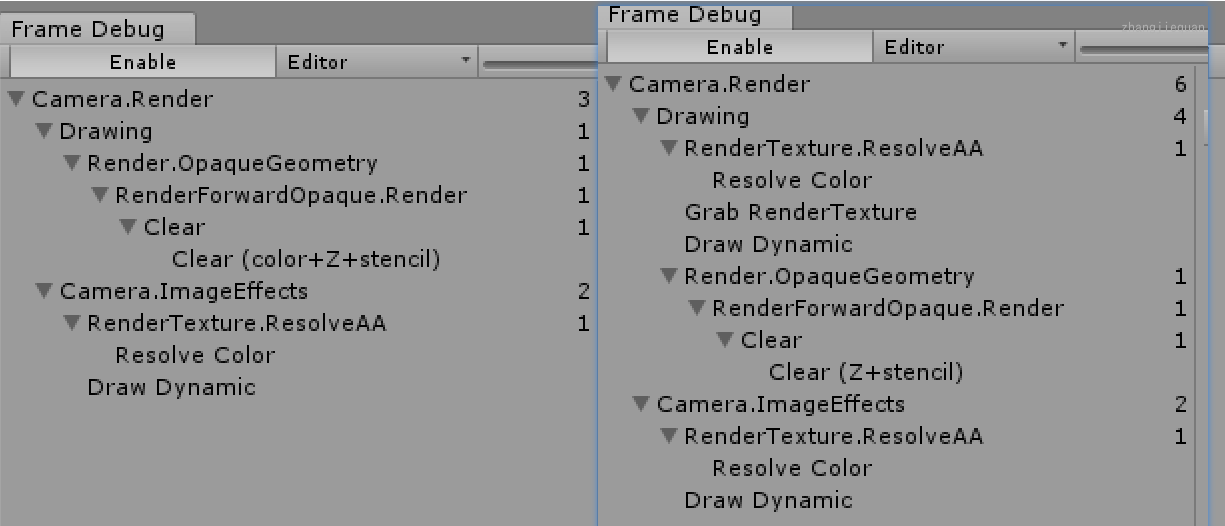 Frame Debug
Enable Editor
Camera.Render 3
Drawing 1
Render.OpaqueGeometry 1
RenderForwardOpaque.Render 1
Clear 1
Clear (color+Z+stencil)
Camera.ImageEffects 2
RenderTexture.ResolveAA 1
Resolve Color
Draw Dynamic
Frame Debug
Enable Editor
Camera.Render 6
Drawing 4
RenderTexture.ResolveAA 1
Resolve Color
Grab RenderTexture
Draw Dynamic
Render.OpaqueGeometry 1
RenderForwardOpaque.Render 1
Clear 1
Clear (Z+stencil)
Camera.ImageEffects 2
RenderTexture.ResolveAA 1
Resolve Color
Draw Dynamic